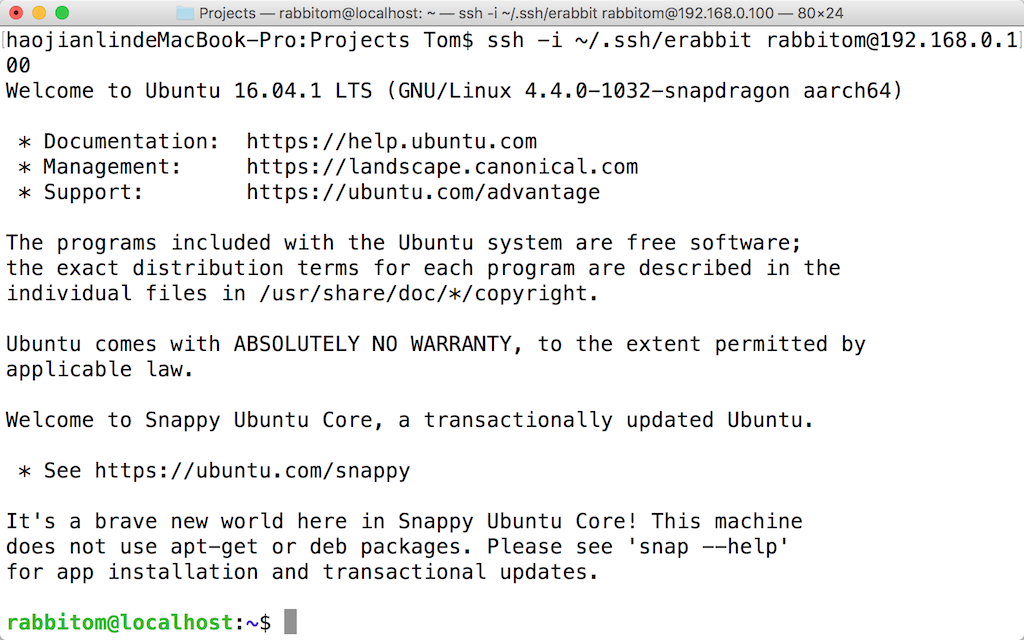 Projects — rabbitom@localhost: ~ — ssh -i ~/.ssh/erabbit rabbitom@192.168.0.100 — 80×24
haojianlindeMacBook-Pro:Projects Tom$ ssh -i ~/.ssh/erabbit rabbitom@192.168.0.1
00
Welcome to Ubuntu 16.04.1 LTS (GNU/Linux 4.4.0-1032-snapdragon aarch64)
* Documentation:  https://help.ubuntu.com
* Management:     https://landscape.canonical.com
* Support:        https://ubuntu.com/advantage
The programs included with the Ubuntu system are free software;
the exact distribution terms for each program are described in the
individual files in /usr/share/doc/*/copyright.
Ubuntu comes with ABSOLUTELY NO WARRANTY, to the extent permitted by
applicable law.
Welcome to Snappy Ubuntu Core, a transactionally updated Ubuntu.
* See https://ubuntu.com/snappy
It's a brave new world here in Snappy Ubuntu Core! This machine
does not use apt-get or deb packages. Please see 'snap --help'
for app installation and transactional updates.
rabbitom@localhost:~$